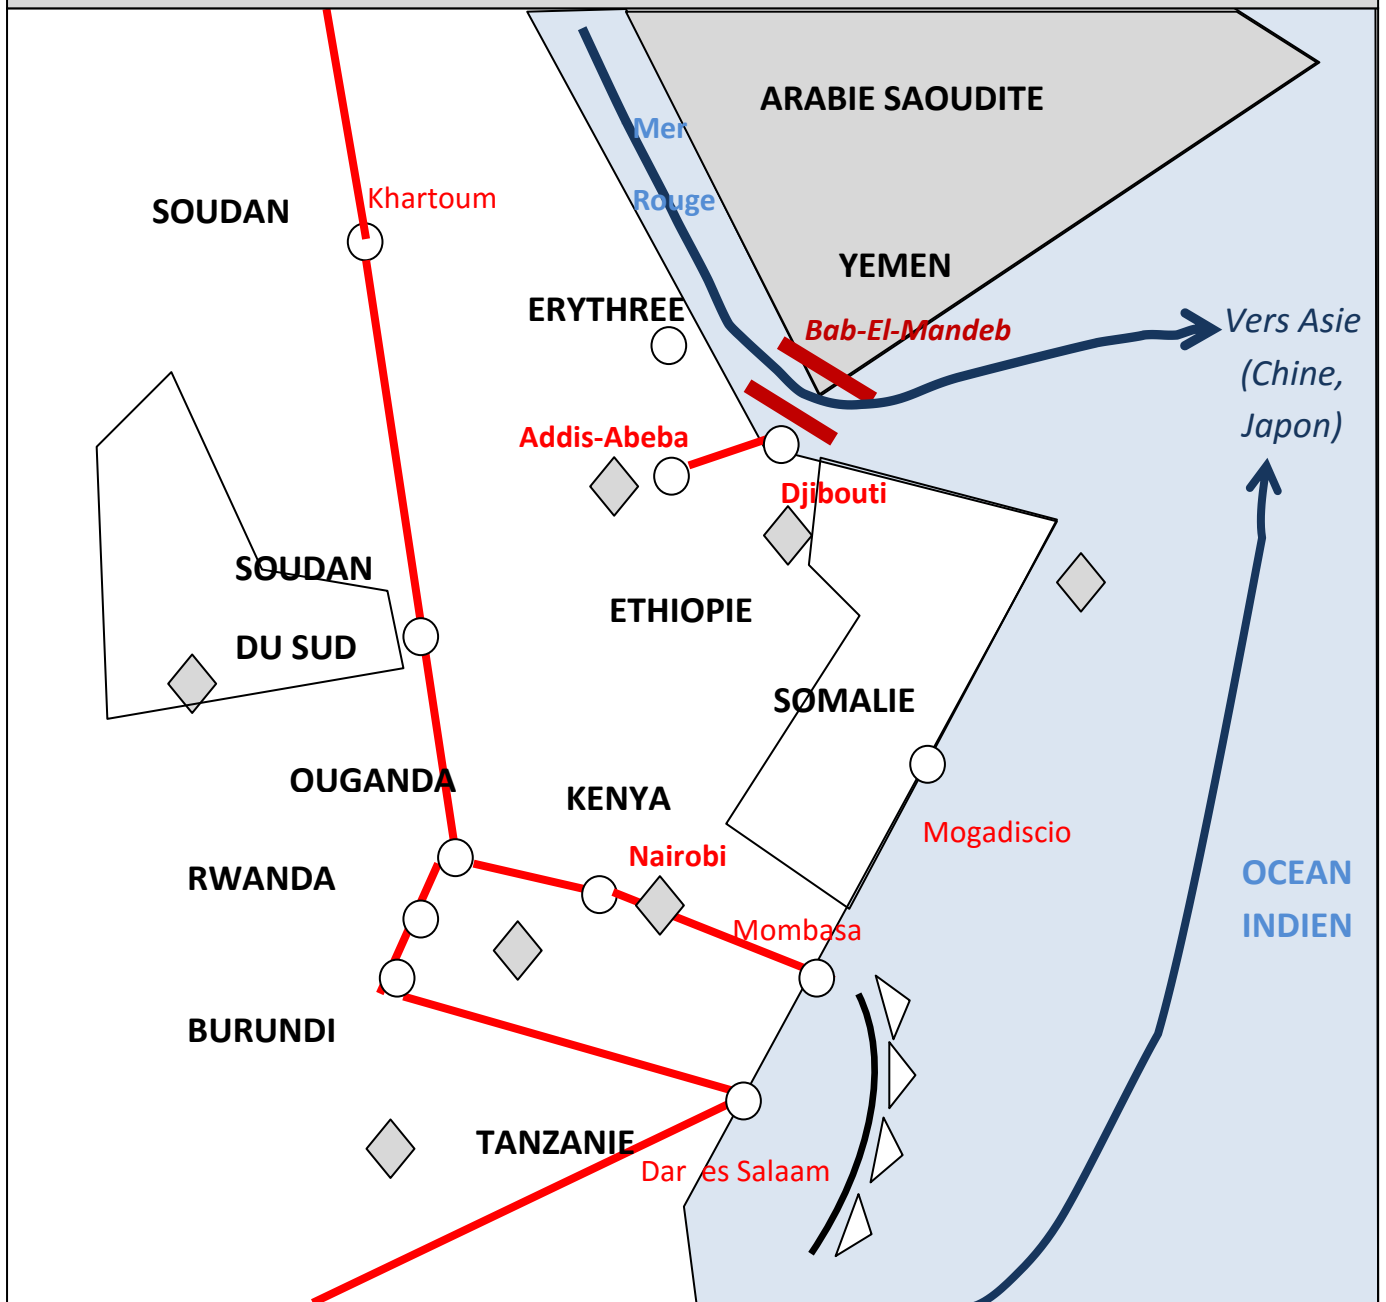 ARABIE SAOUDITE
Mer
Rouge
Khartoum
SOUDAN
YEMEN
ERYTHREE
Bab-El-Mandeb
Vers Asie
(Chine,
Japon)
Addis-Abeba
Djibouti
SOUDAN
DU SUD
ETHIOPIE
SOMALIE
OUGANDA
KENYA
Mogadiscio
Nairobi
RWANDA
OCEAN
INDIEN
Mombasa
BURUNDI
TANZANIE
Dar es Salaam